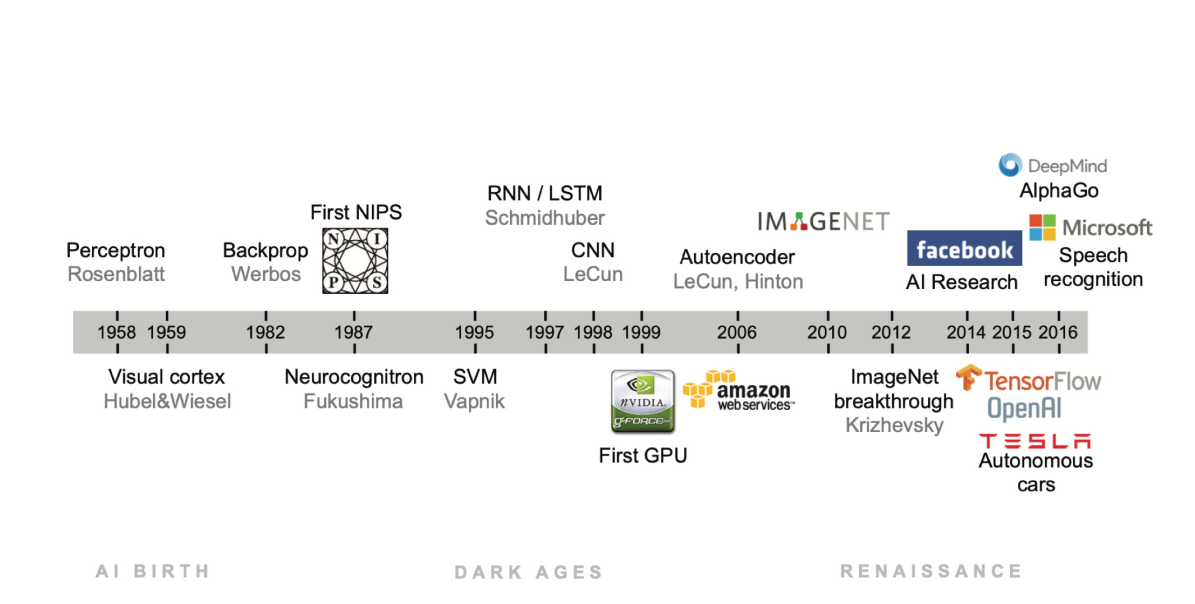 DeepMind
AlphaGo
RNN / LSTM
Schmidhuber
First NIPS
N I
P S
IMAGENET
Microsoft
Speech
recognition
Perceptron
Rosenblatt
Backprop
Werbos
CNN
LeCun
Autoencoder
LeCun, Hinton
facebook
AI Research
1958 1959 1982 1987 1995 1997 1998 1999 2006 2010 2012 2014 2015 2016
Visual cortex
Hubel&Wiesel
Neurocognitron
Fukushima
SVM
Vapnik
NVIDIA.
g-FORCE™
First GPU
amazon
web services™
ImageNet
breakthrough
Krizhevsky
TensorFlow
OpenAI
TESLA
Autonomous
cars
AI BIRTH
DARK AGES
RENAISSANCE